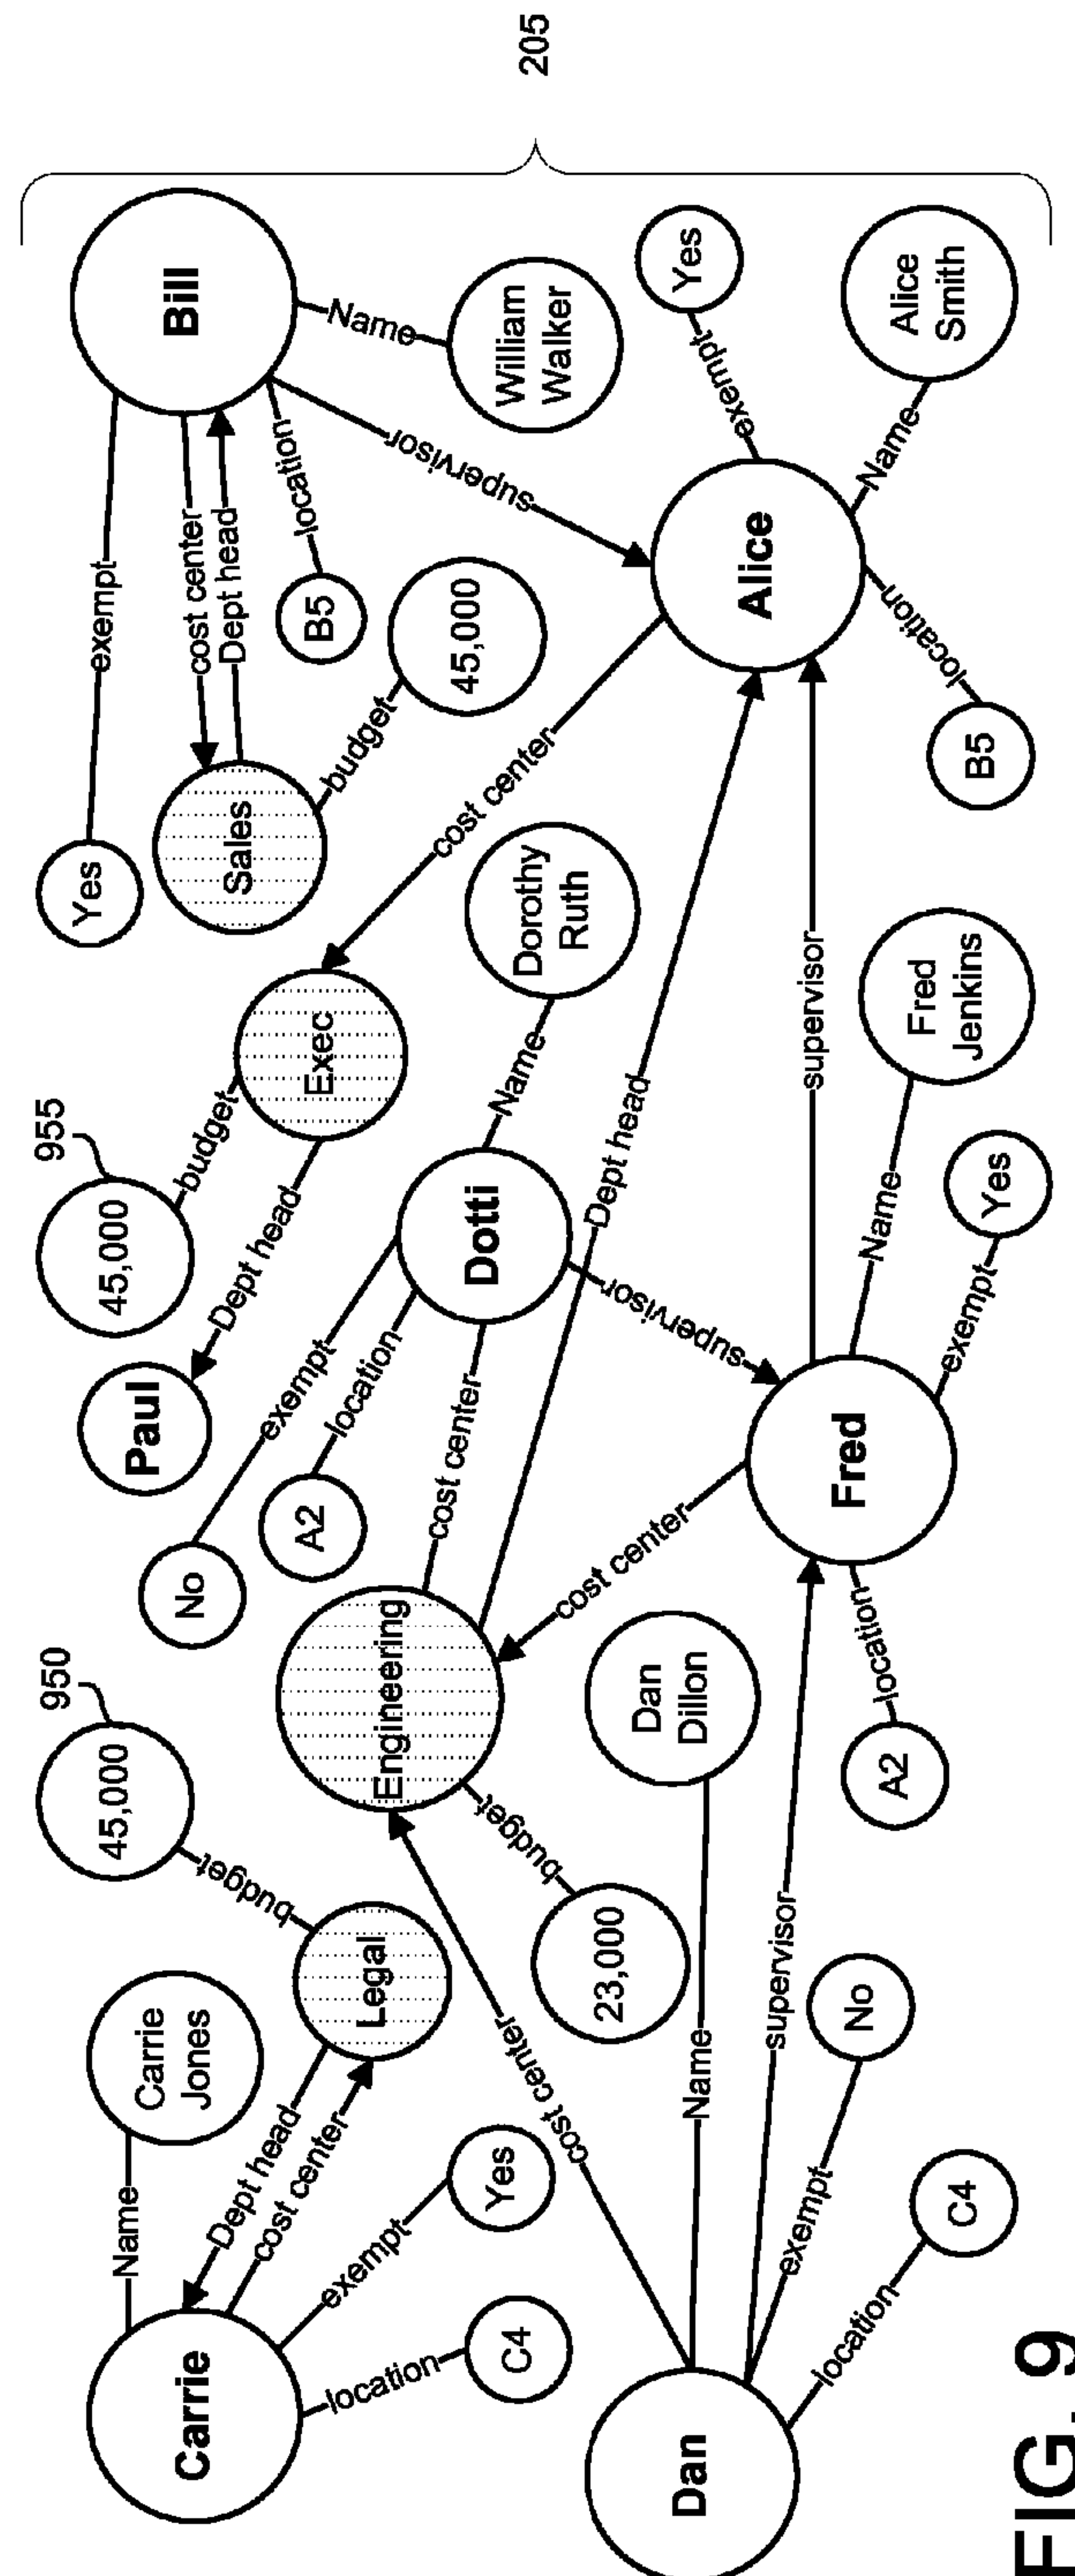 205
Carrie
Name
Carrie
Jones
Dept head
cost center
exempt
Yes
location
C4
Legal
budget
45,000
950
Engineering
budget
23,000
Dept head
No
A2
exempt
location
cost center
Dotti
Name
Dorothy
Ruth
supervisor
Paul
Dept head
Exec
budget
45,000
955
cost center
Yes
exempt
Sales
cost center
Dept head
budget
45,000
Bill
location
B5
Name
William
Walker
supervisor
Alice
exempt
Yes
Name
Alice
Smith
location
B5
Dan
cost center
Name
Dan
Dillon
supervisor
exempt
No
location
C4
Fred
cost center
location
A2
supervisor
Name
Fred
Jenkins
exempt
Yes
FIG. 9